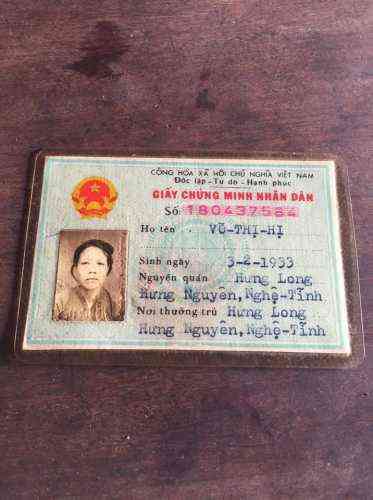 CỘNG HÒA XÃ HỘI CHỦ NGHĨA VIỆT NAM
Độc lập - Tự do - Hạnh phúc
GIẤY CHỨNG MINH NHÂN DÂN
Số 180437584
Họ tên VÕ-THỊ-HỊ
Sinh ngày 3-2-1933
Nguyên quán Hưng Long
Hưng Nguyên, Nghệ-Tĩnh
Nơi thường trú Hưng Long
Hưng Nguyên, Nghệ-Tĩnh